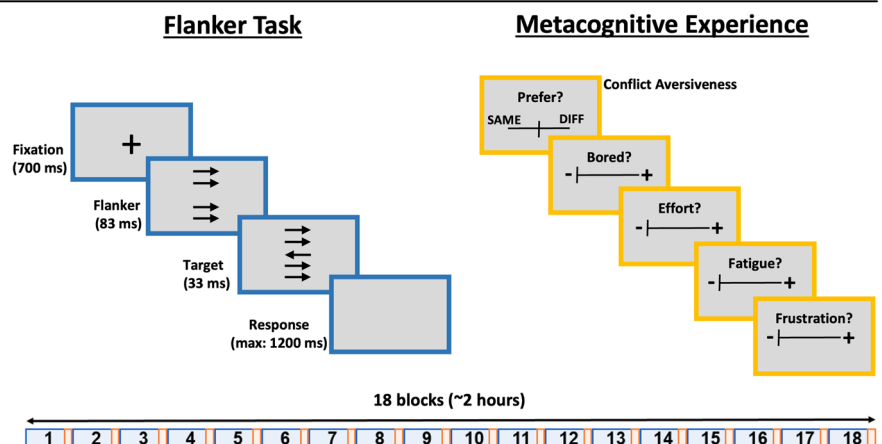 Flanker Task
Fixation
(700 ms)
+
Flanker
(83 ms)
Target
(33 ms)
Response
(max: 1200 ms)
Metacognitive Experience
Conflict Aversiveness
Prefer?
SAME DIFF
Bored?
- +
Effort?
- +
Fatigue?
- +
Frustration?
- +
18 blocks (~2 hours)
1 2 3 4 5 6 7 8 9 10 11 12 13 14 15 16 17 18